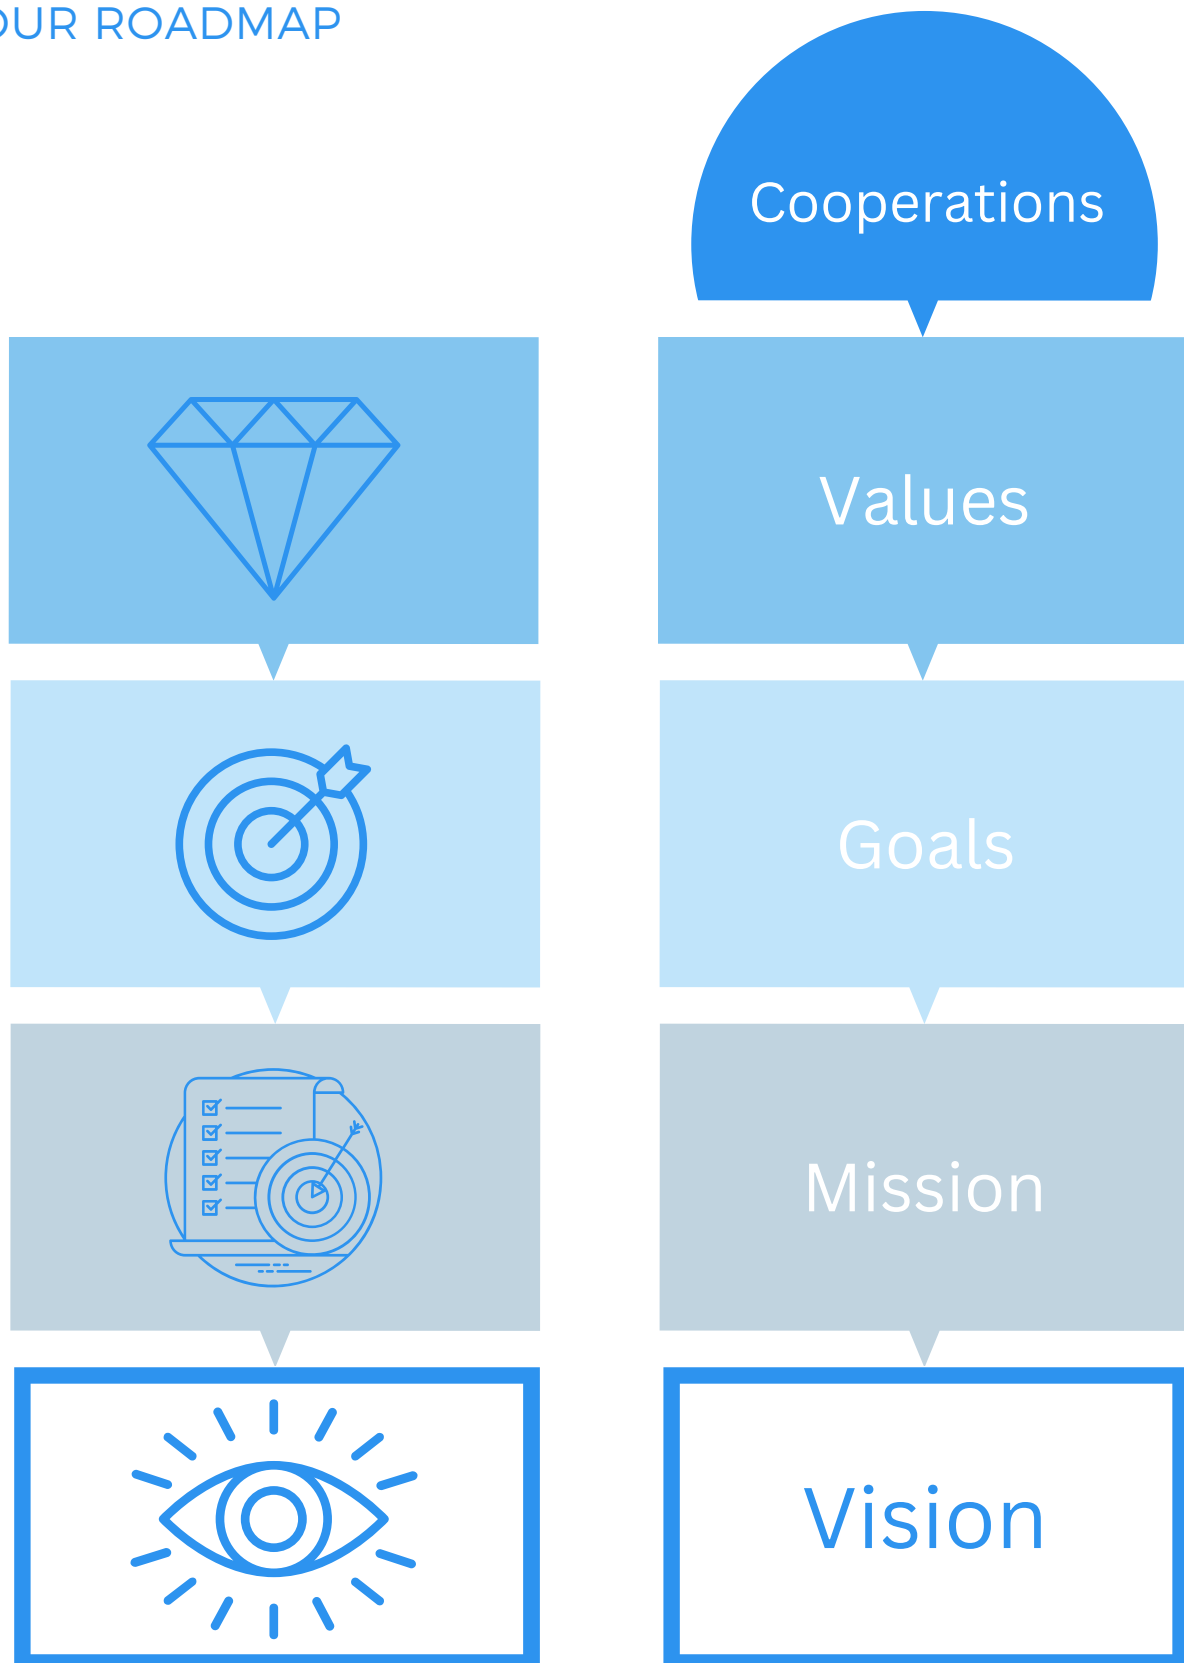 OUR ROADMAP
Cooperations
Values
Goals
Mission
Vision